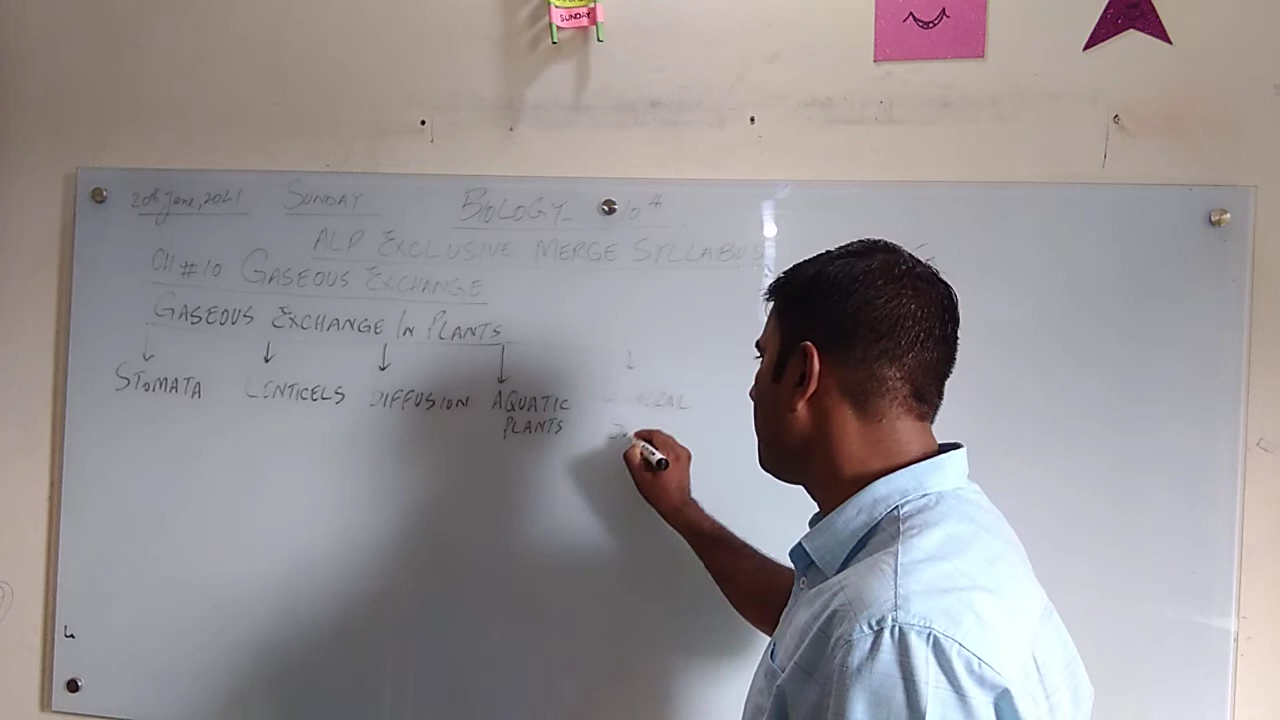 SUNDAY
20th June, 2021 SUNDAY BIOLOGY - 10th
ALP EXCLUSIVE MERGE SYLLABUS
CH #10 GASEOUS EXCHANGE
GASEOUS EXCHANGE IN PLANTS
STOMATA LENTICELS DIFFUSION AQUATIC
PLANTS